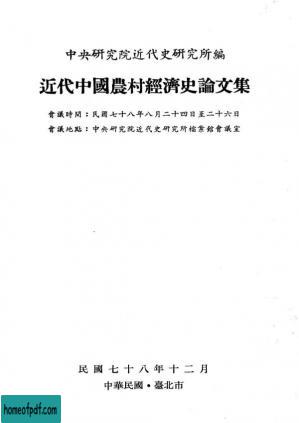 中央研究院近代史研究所編
近代中國農村經濟史論文集
會議時間：民國七十八年八月二十四日至二十六日
會議地點：中央研究院近代史研究所檔案館會議室
民國七十八年十二月
中華民國・臺北市
homeofpdf.com